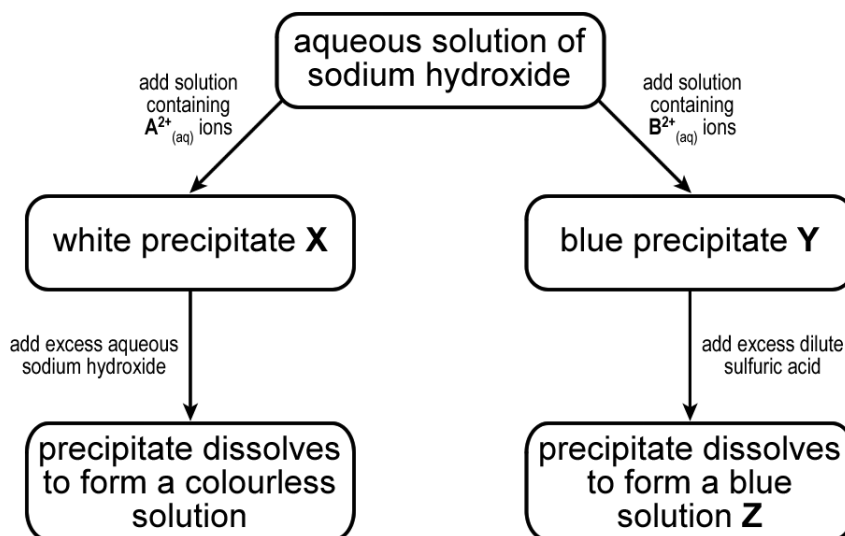 aqueous solution of
sodium hydroxide
add solution
containing
A²⁺(aq) ions
add solution
containing
B²⁺(aq) ions
white precipitate X
blue precipitate Y
add excess aqueous
sodium hydroxide
add excess dilute
sulfuric acid
precipitate dissolves
to form a colourless
solution
precipitate dissolves
to form a blue
solution Z